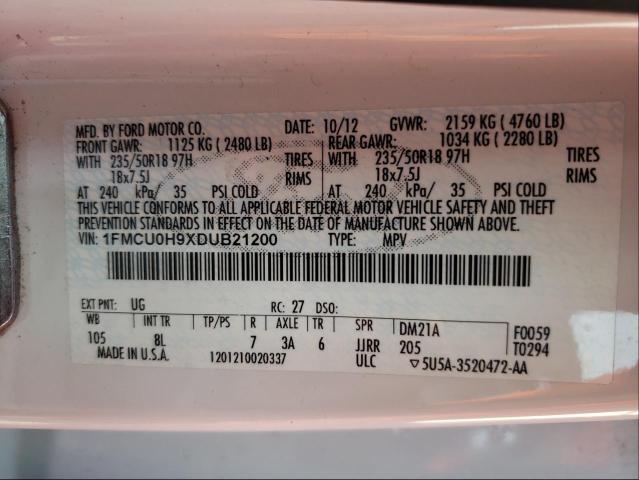 MFD. BY FORD MOTOR CO. DATE: 10/12 GVWR: 2159 KG ( 4760 LB)
FRONT GAWR: 1125 KG ( 2480 LB) REAR GAWR: 1034 KG ( 2280 LB)
WITH 235/50R18 97H TIRES WITH 235/50R18 97H TIRES
18x7.5J RIMS 18x7.5J RIMS
AT 240 kPa/ 35 PSI COLD AT 240 kPa/ 35 PSI COLD
THIS VEHICLE CONFORMS TO ALL APPLICABLE FEDERAL MOTOR VEHICLE SAFETY AND THEFT
PREVENTION STANDARDS IN EFFECT ON THE DATE OF MANUFACTURE SHOWN ABOVE.
VIN: 1FMCU0H9XDUB21200 TYPE: MPV
EXT PNT: UG RC: 27 DSO:
WB INT TR TP/PS R AXLE TR SPR DM21A F0059
105 8L 7 3A 6 JJRR 205 T0294
MADE IN U.S.A. 1201210020337 ULC ▽5U5A-3520472-AA